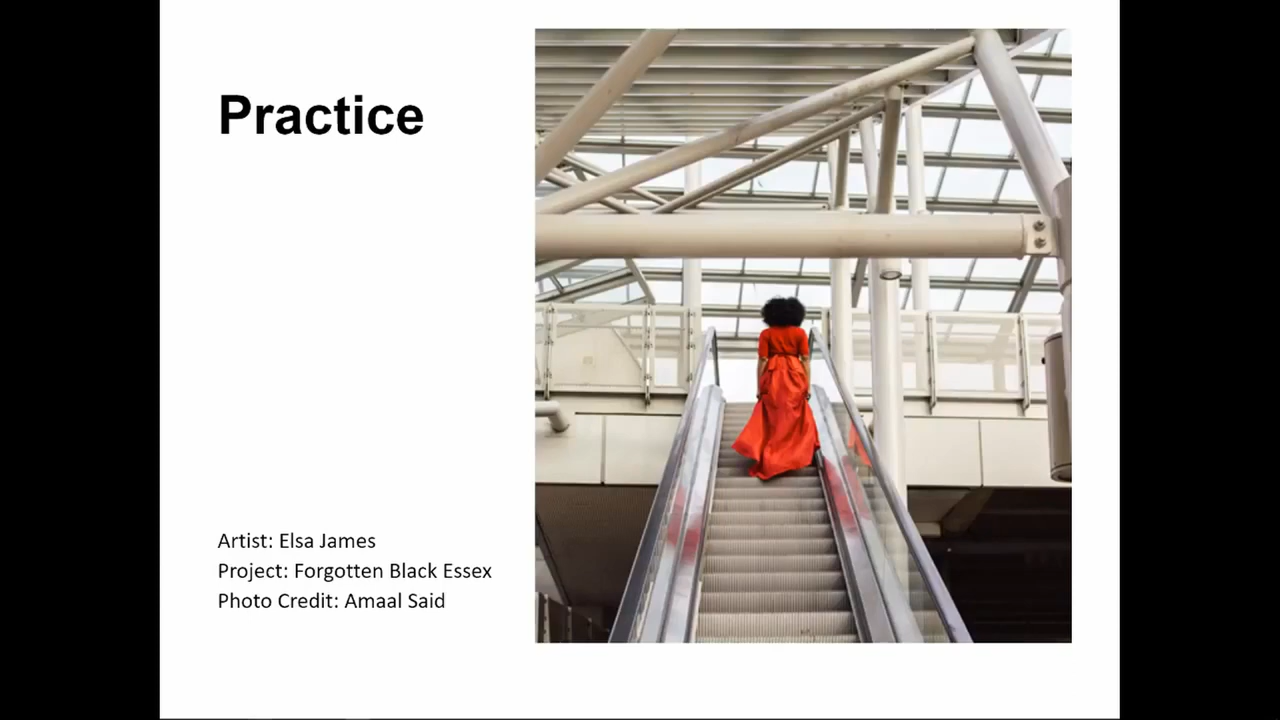 Practice
Artist: Elsa James
Project: Forgotten Black Essex
Photo Credit: Amaal Said